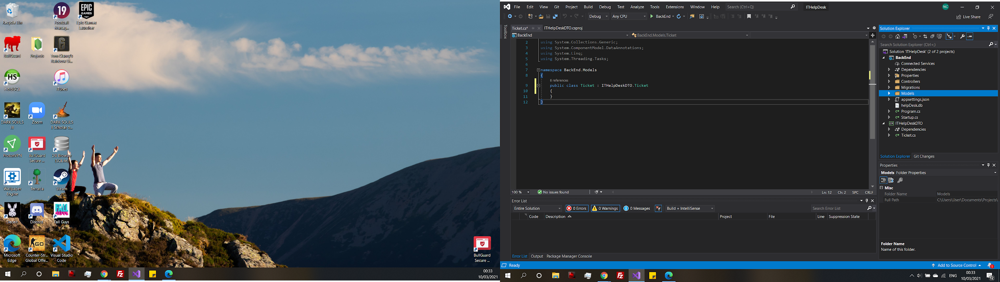 19
EPIC
GAMES
Recycle Bin
Football
Manag...
Epic Games
Launcher
6
BullGuard
Projects
Tom Clancy's
Rainbow Si...
HS
HeidiSQL
iTunes
DARK SOULS
III
Zoom
DARK SOULS
II Scholar o...
ProtonVPN
BullGuard
Secure ...
DB Browser
(SQLite)
Wallpaper
Engine
Terraria
Steam
FALL
GUYS
Deceit
Discord
Fall Guys
GO
Microsoft
Edge
Counter-Str...
Global Offe...
Visual Studio
Code
BullGuard
Secure ...
Fz
00:33
10/03/2021
File Edit View Git Project Build Debug Test Analyze Tools Extensions Window Help Search (Ctrl+Q) ITHelpDesk NC
Debug Any CPU BackEnd Live Share
Toolbox
Ticket.cs* ITHelpDeskDTO.csproj
BackEnd BackEnd.Models.Ticket
2 using System.Collections.Generic;
3 using System.ComponentModel.DataAnnotations;
4 using System.Linq;
5 using System.Threading.Tasks;
6
7 namespace BackEnd.Models
8 {
6 references
9 public class Ticket : ITHelpDeskDTO.Ticket
10 {
11 }
12 }
100 % No issues found Ln: 12 Ch: 2 SPC CRLF
Error List
Entire Solution 0 Errors 0 Warnings 0 Messages Build + IntelliSense Search Error List
Code Description Project File Line Suppression State
Error List Output Package Manager Console
Solution Explorer
Search Solution Explorer (Ctrl+;)
Solution 'ITHelpDesk' (2 of 2 projects)
BackEnd
Connected Services
Dependencies
Properties
Controllers
Migrations
Models
appsettings.json
helpDesk.db
C# Program.cs
C# Startup.cs
C# ITHelpDeskDTO
Dependencies
C# Ticket.cs
Solution Explorer Git Changes
Properties
Models Folder Properties
Misc
Folder Name Models
Full Path C:\Users\User\Documents\Projects\
Folder Name
Name of this folder.
Ready Add to Source Control 1
Fz
ENG
00:33
10/03/2021
12